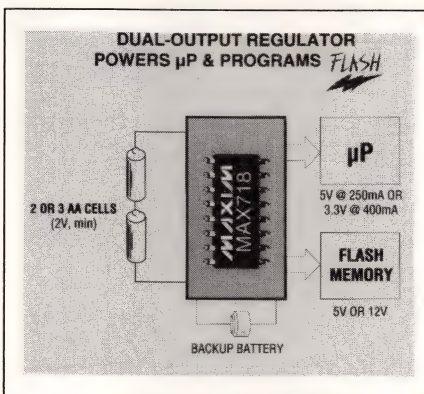 DUAL-OUTPUT REGULATOR
POWERS µP & PROGRAMS FLASH
2 OR 3 AA CELLS
(2V, min)
MAXIM
MAX718
µP
5V @ 250mA OR
3.3V @ 400mA
FLASH
MEMORY
5V OR 12V
BACKUP BATTERY